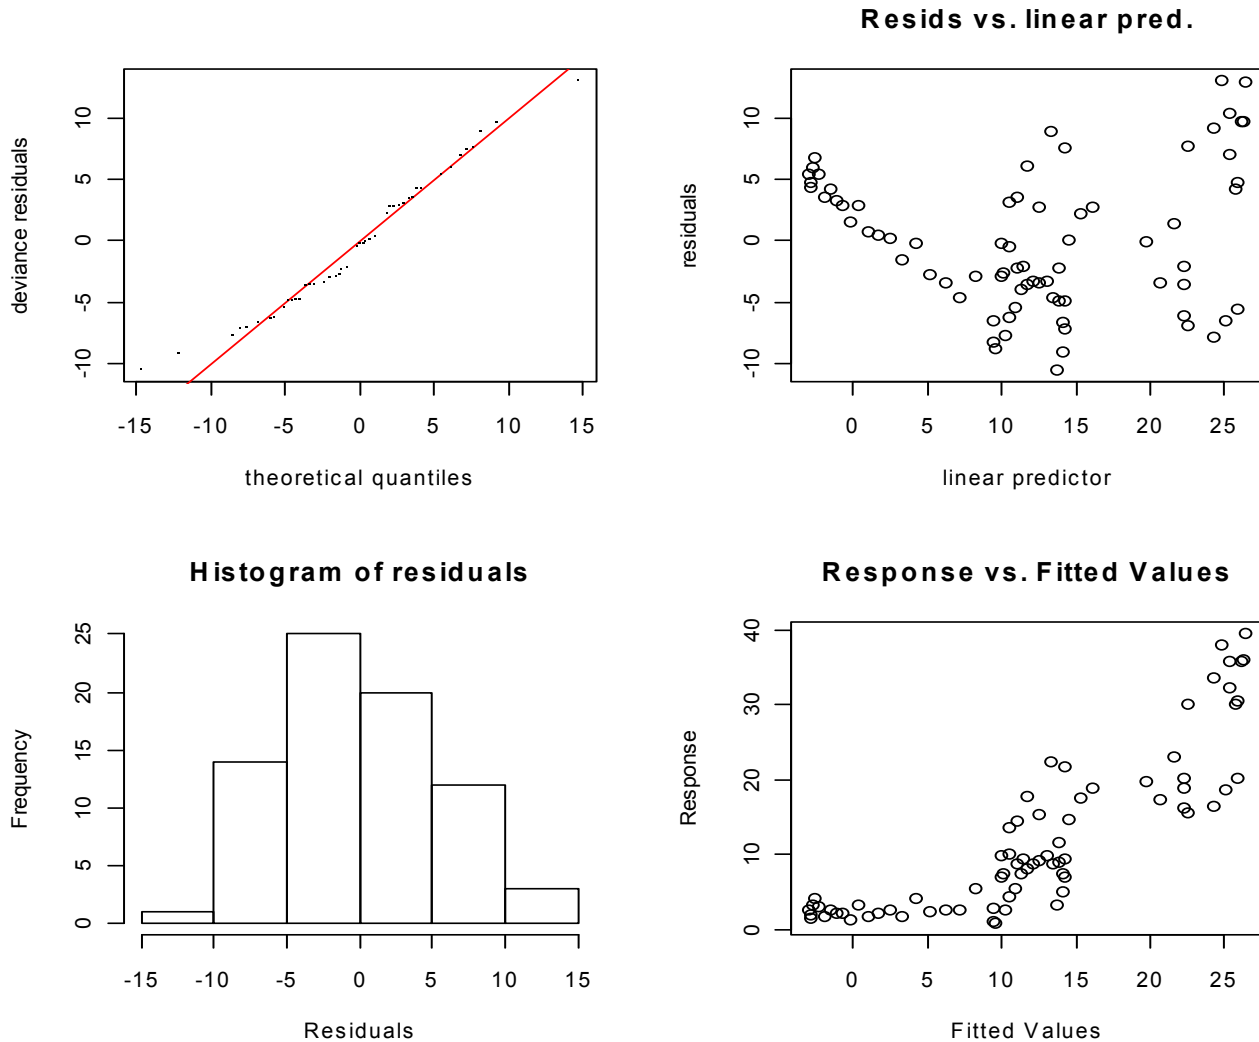 deviance residuals
10
5
0
-5
-10
-15 -10 -5 0 5 10 15
theoretical quantiles
Resids vs. linear pred.
residuals
10
5
0
-5
-10
0 5 10 15 20 25
linear predictor
Histogram of residuals
Frequency
25
20
15
10
5
0
-15 -10 -5 0 5 10 15
Residuals
Response vs. Fitted Values
Response
40
30
20
10
0
0 5 10 15 20 25
Fitted Values